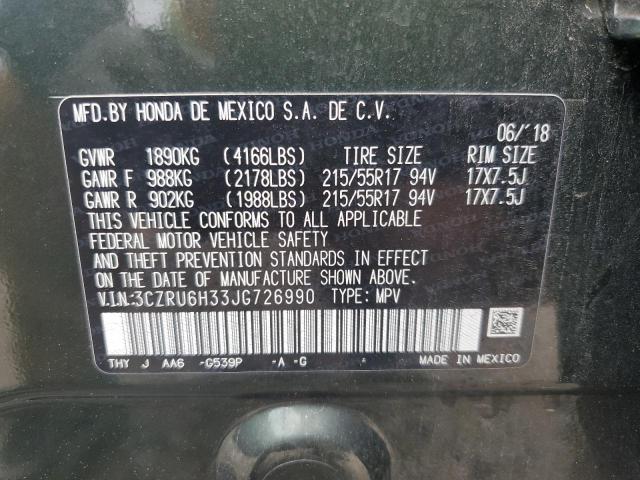 MFD.BY HONDA DE MEXICO S.A. DE C.V.
06/'18
GVWR 1890KG (4166LBS) TIRE SIZE RIM SIZE
GAWR F 988KG (2178LBS) 215/55R17 94V 17X7.5J
GAWR R 902KG (1988LBS) 215/55R17 94V 17X7.5J
THIS VEHICLE CONFORMS TO ALL APPLICABLE
FEDERAL MOTOR VEHICLE SAFETY
AND THEFT PREVENTION STANDARDS IN EFFECT
ON THE DATE OF MANUFACTURE SHOWN ABOVE.
V.I.N.:3CZRU6H33JG726990 TYPE: MPV
THY J AA6 -G539P -A -G * MADE IN MEXICO